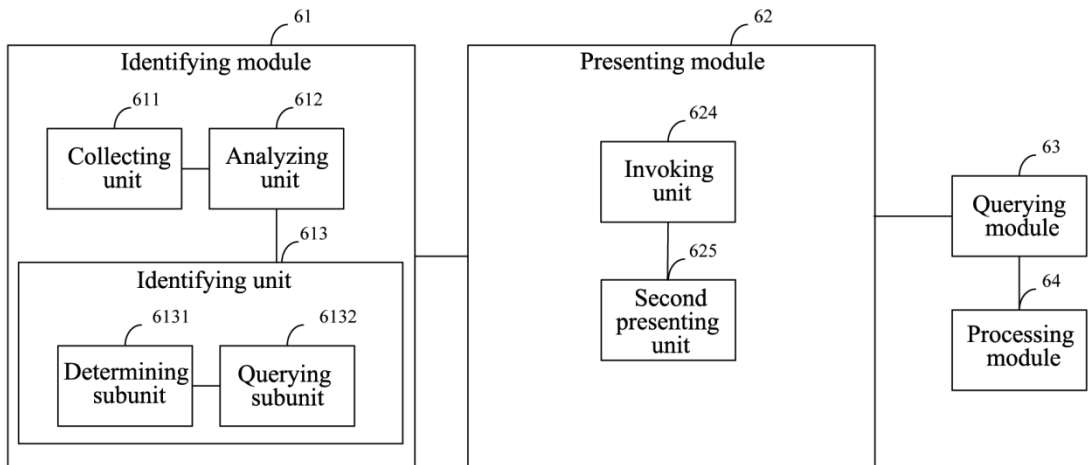 61
Identifying module
611
Collecting
unit
612
Analyzing
unit
613
Identifying unit
6131
Determining
subunit
6132
Querying
subunit
62
Presenting module
624
Invoking
unit
625
Second
presenting
unit
63
Querying
module
64
Processing
module